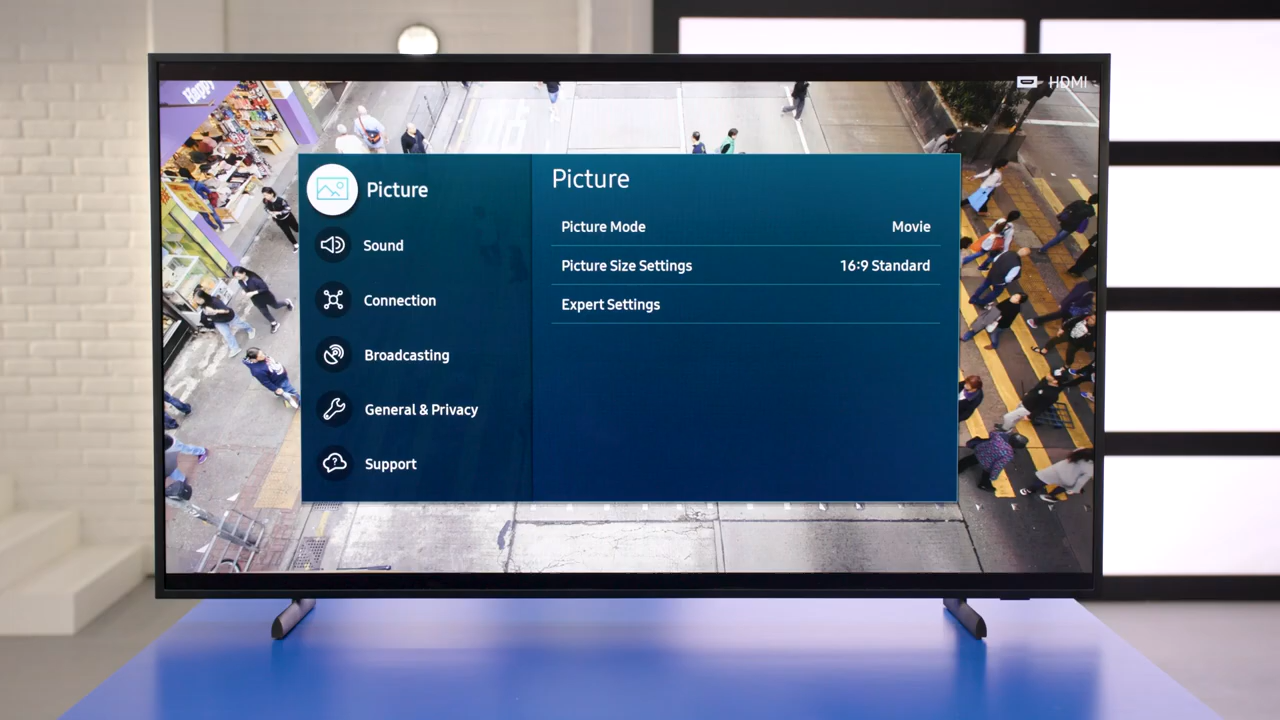 Happy
HDMI
Picture
Sound
Connection
Broadcasting
General & Privacy
Support
Picture
Picture Mode Movie
Picture Size Settings 16:9 Standard
Expert Settings